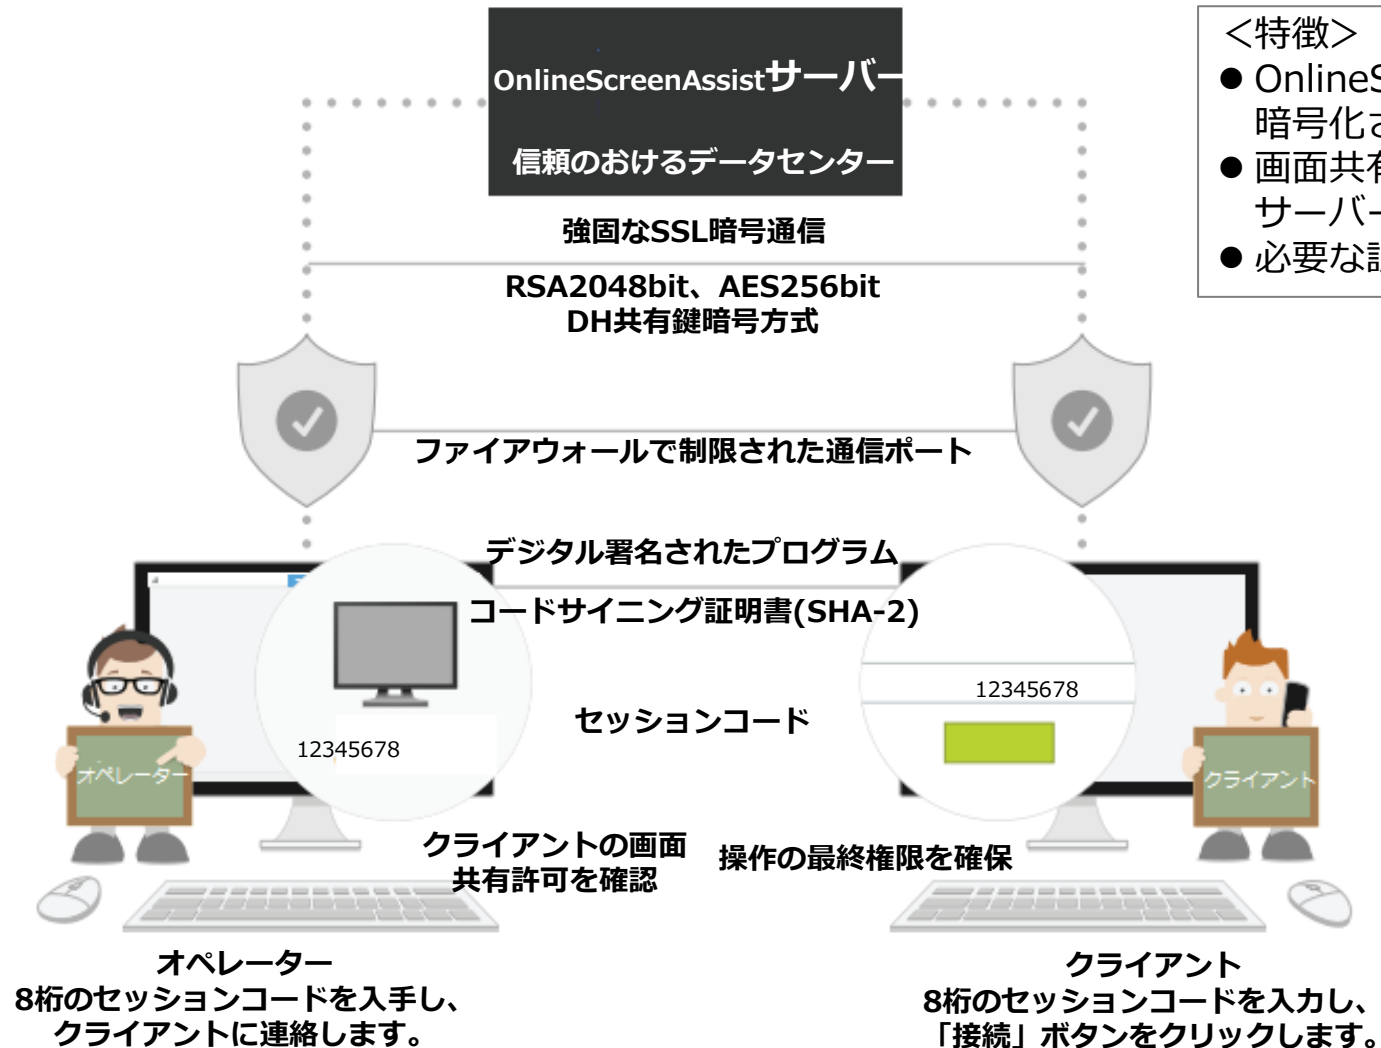 OnlineScreenAssistサーバー
信頼のおけるデータセンター
<特徴>
● OnlineS
暗号化さ
● 画面共有
サーバー
● 必要な証
強固なSSL暗号通信
RSA2048bit、AES256bit
DH共有鍵暗号方式
ファイアウォールで制限された通信ポート
デジタル署名されたプログラム
コードサイニング証明書(SHA-2)
12345678
セッションコード
12345678
オペレーター
クライアント
クライアントの画面
共有許可を確認
操作の最終権限を確保
オペレーター
8桁のセッションコードを入手し、
クライアントに連絡します。
クライアント
8桁のセッションコードを入力し、
「接続」ボタンをクリックします。